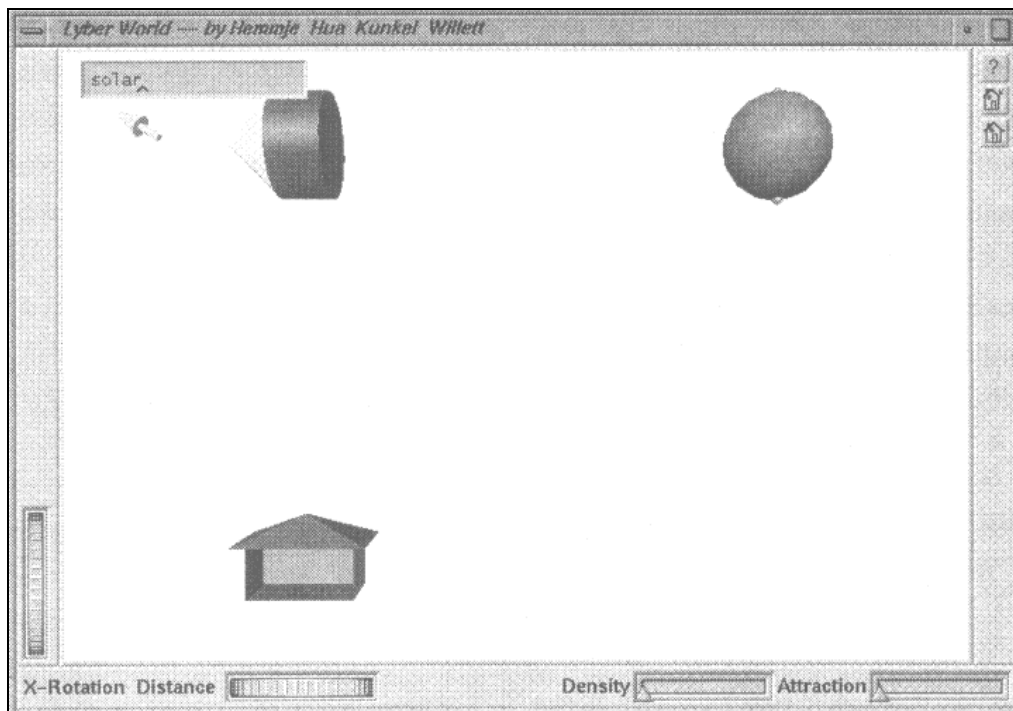 Lyber World --- by Hemmje Hua Kunkel Willett
solar
?
X-Rotation Distance
Density
Attraction